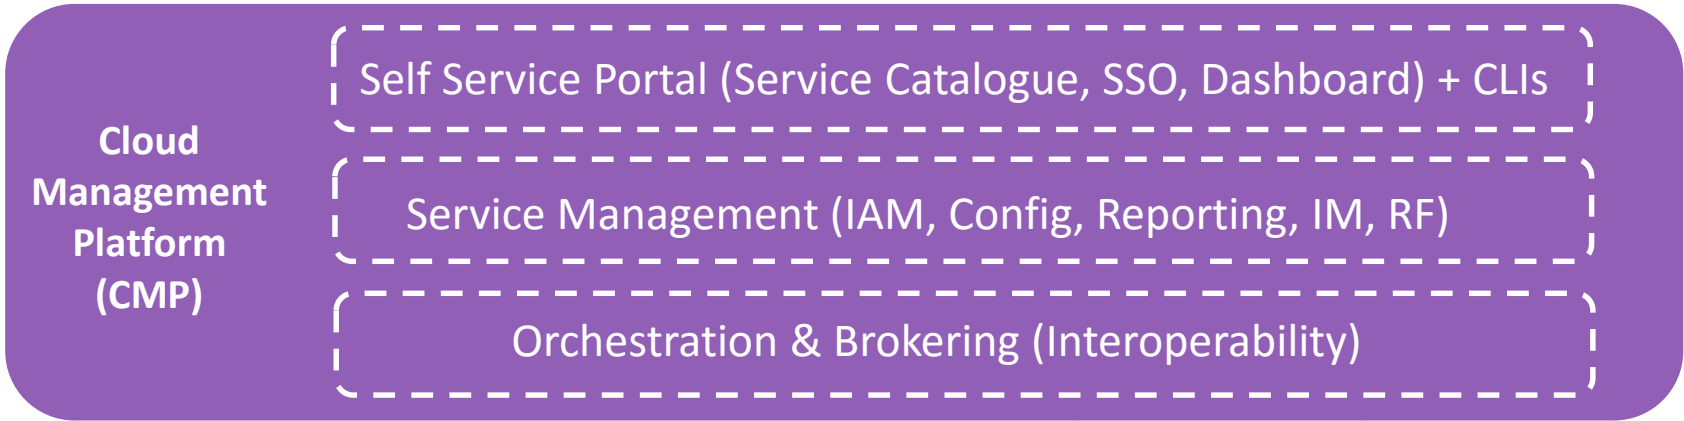 Cloud
Management
Platform
(CMP)
Self Service Portal (Service Catalogue, SSO, Dashboard) + CLIs
Service Management (IAM, Config, Reporting, IM, RF)
Orchestration & Brokering (Interoperability)